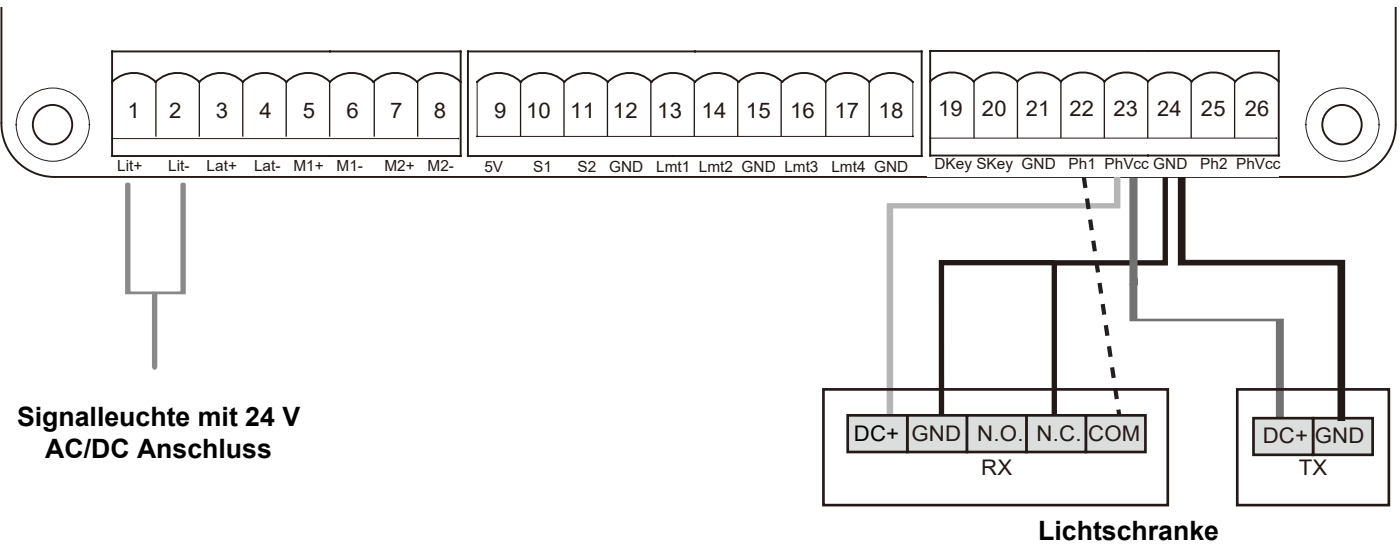 1 2 3 4 5 6 7 8 9 10 11 12 13 14 15 16 17 18 19 20 21 22 23 24 25 26
Lit+ Lit- Lat+ Lat- M1+ M1- M2+ M2- 5V S1 S2 GND Lmt1 Lmt2 GND Lmt3 Lmt4 GND DKey SKey GND Ph1 PhVcc GND Ph2 PhVcc
Signalleuchte mit 24 V
AC/DC Anschluss
DC+ GND N.O. N.C. COM
RX
DC+ GND
TX
Lichtschranke